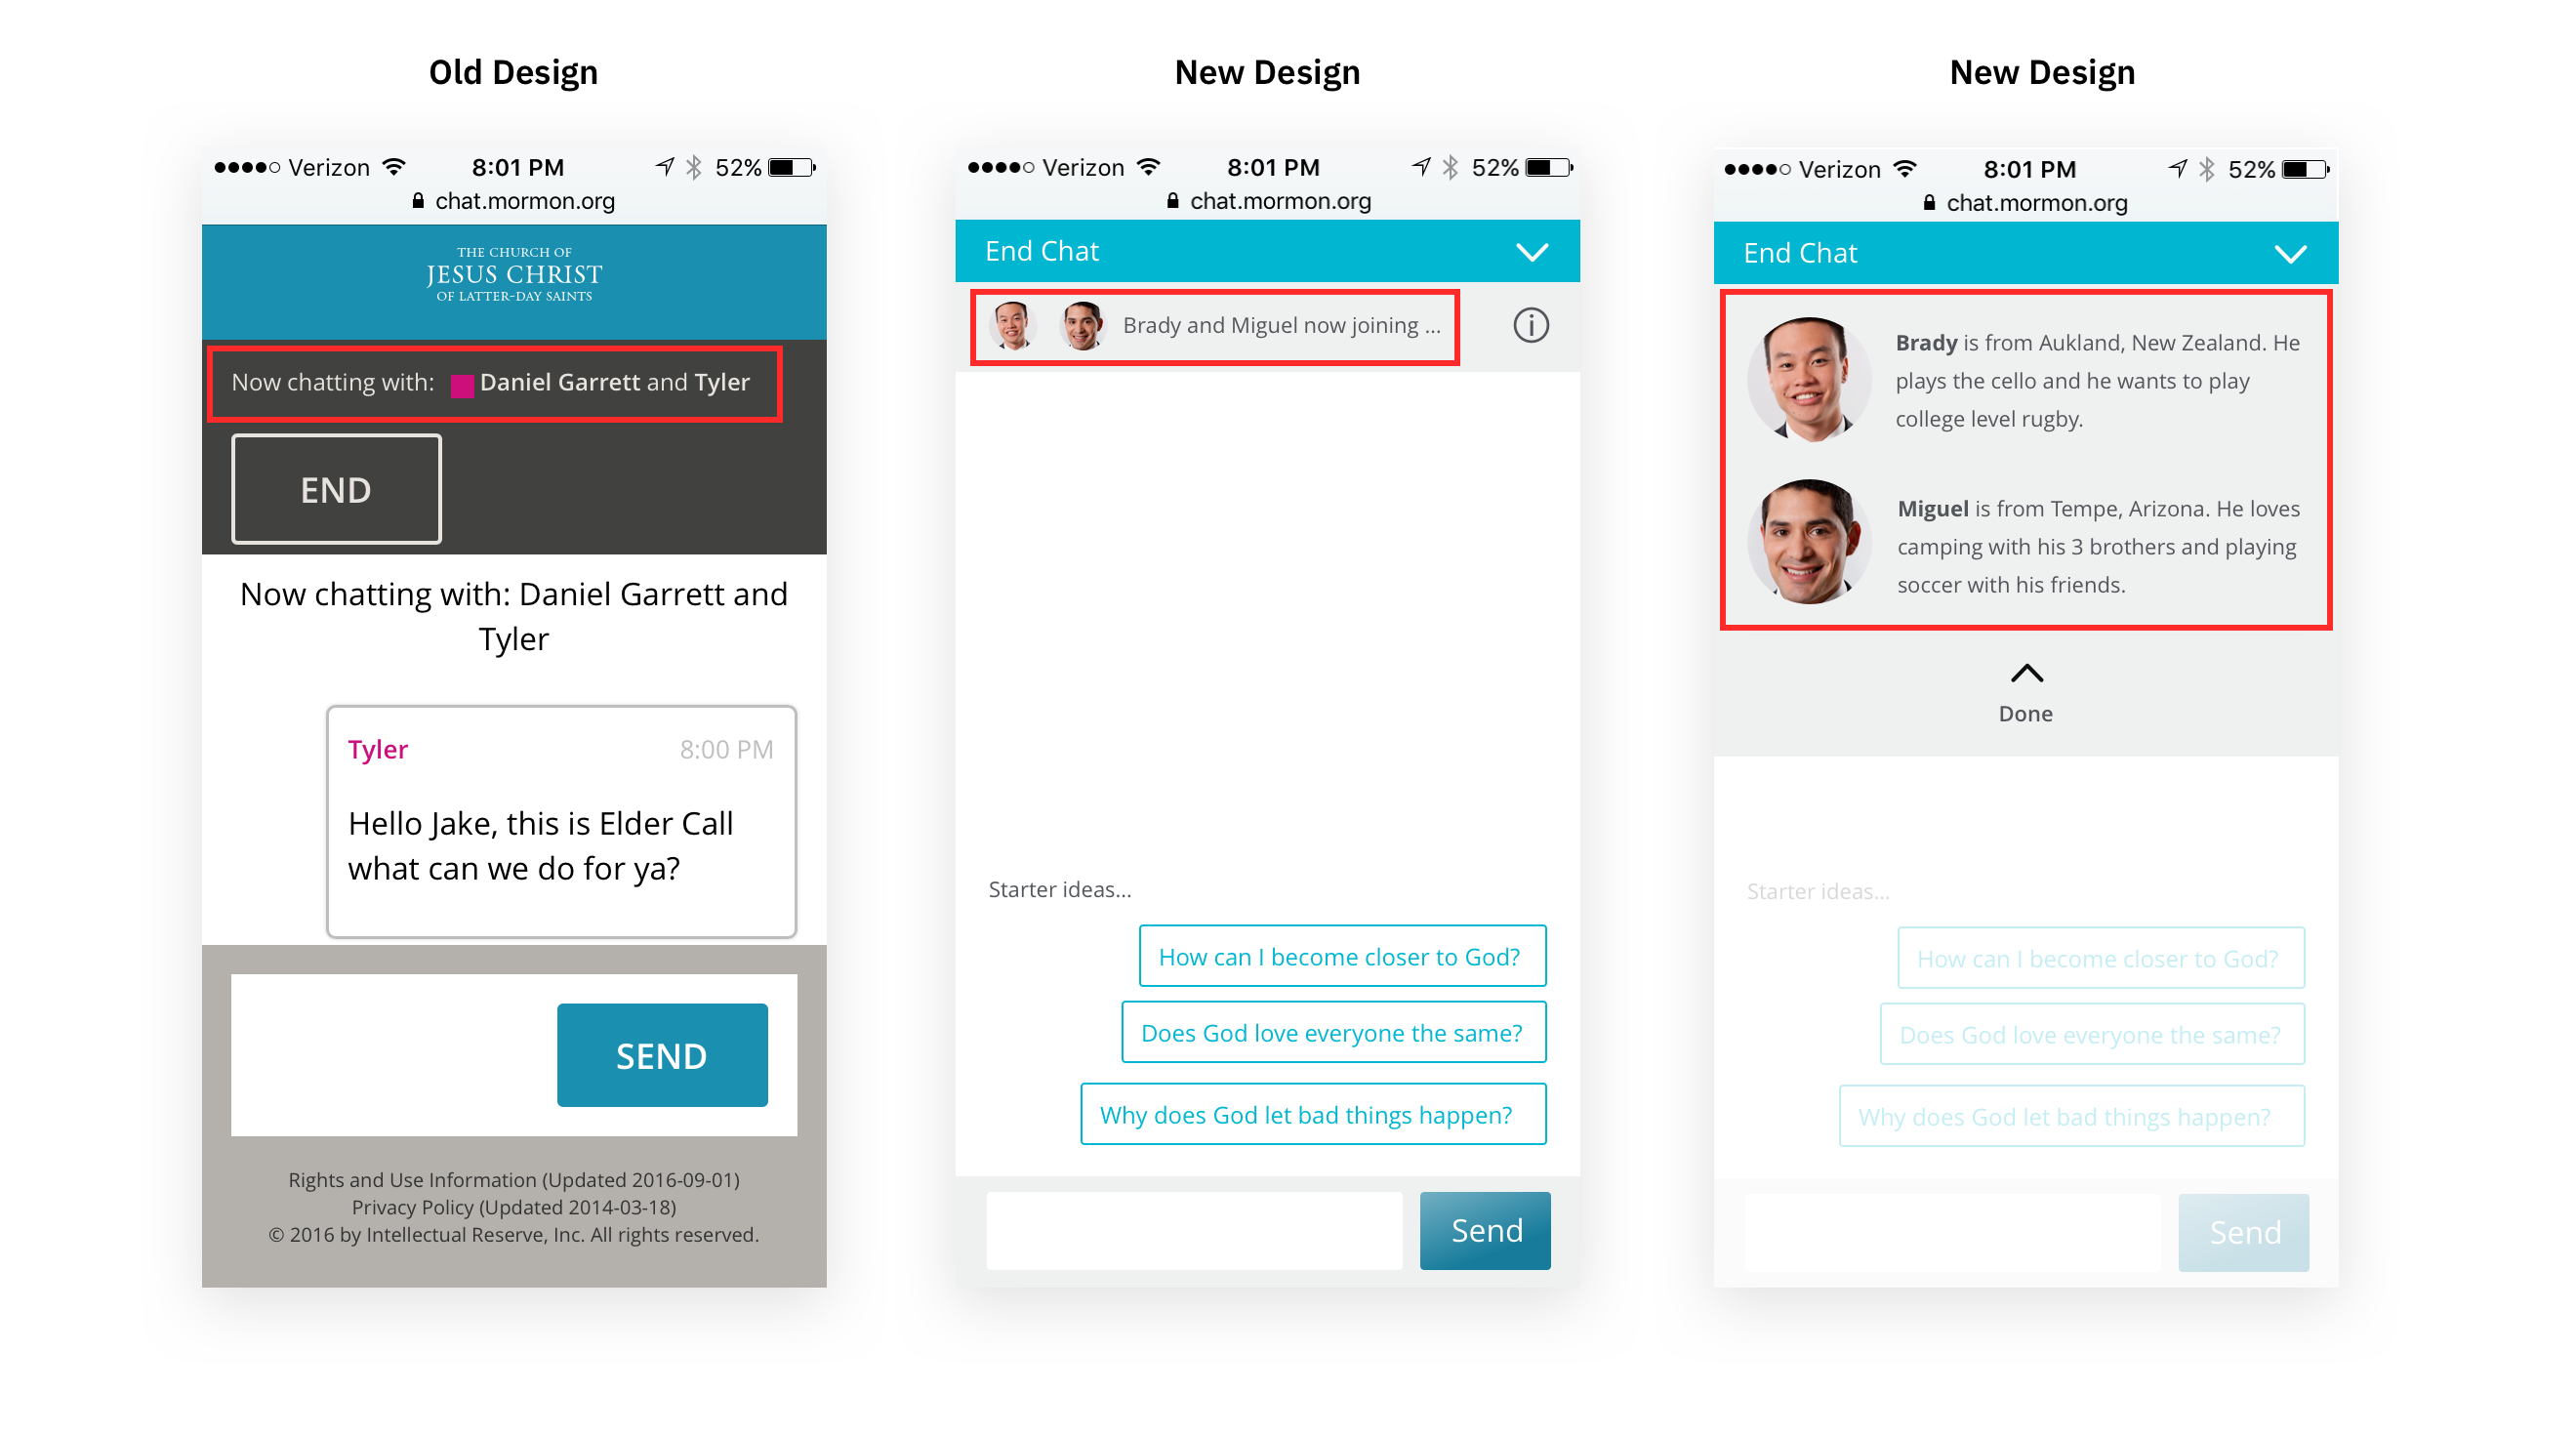 Old Design
Verizon 8:01 PM 52%
chat.mormon.org
THE CHURCH OF
JESUS CHRIST
OF LATTER-DAY SAINTS
Now chatting with: Daniel Garrett and Tyler
END
Now chatting with: Daniel Garrett and
Tyler
Tyler 8:00 PM
Hello Jake, this is Elder Call
what can we do for ya?
SEND
Rights and Use Information (Updated 2016-09-01)
Privacy Policy (Updated 2014-03-18)
© 2016 by Intellectual Reserve, Inc. All rights reserved.
New Design
Verizon 8:01 PM 52%
chat.mormon.org
End Chat
Brady and Miguel now joining ...
Starter ideas...
How can I become closer to God?
Does God love everyone the same?
Why does God let bad things happen?
Send
New Design
Verizon 8:01 PM 52%
chat.mormon.org
End Chat
Brady is from Aukland, New Zealand. He
plays the cello and he wants to play
college level rugby.
Miguel is from Tempe, Arizona. He loves
camping with his 3 brothers and playing
soccer with his friends.
Done
Starter ideas...
How can I become closer to God?
Does God love everyone the same?
Why does God let bad things happen?
Send